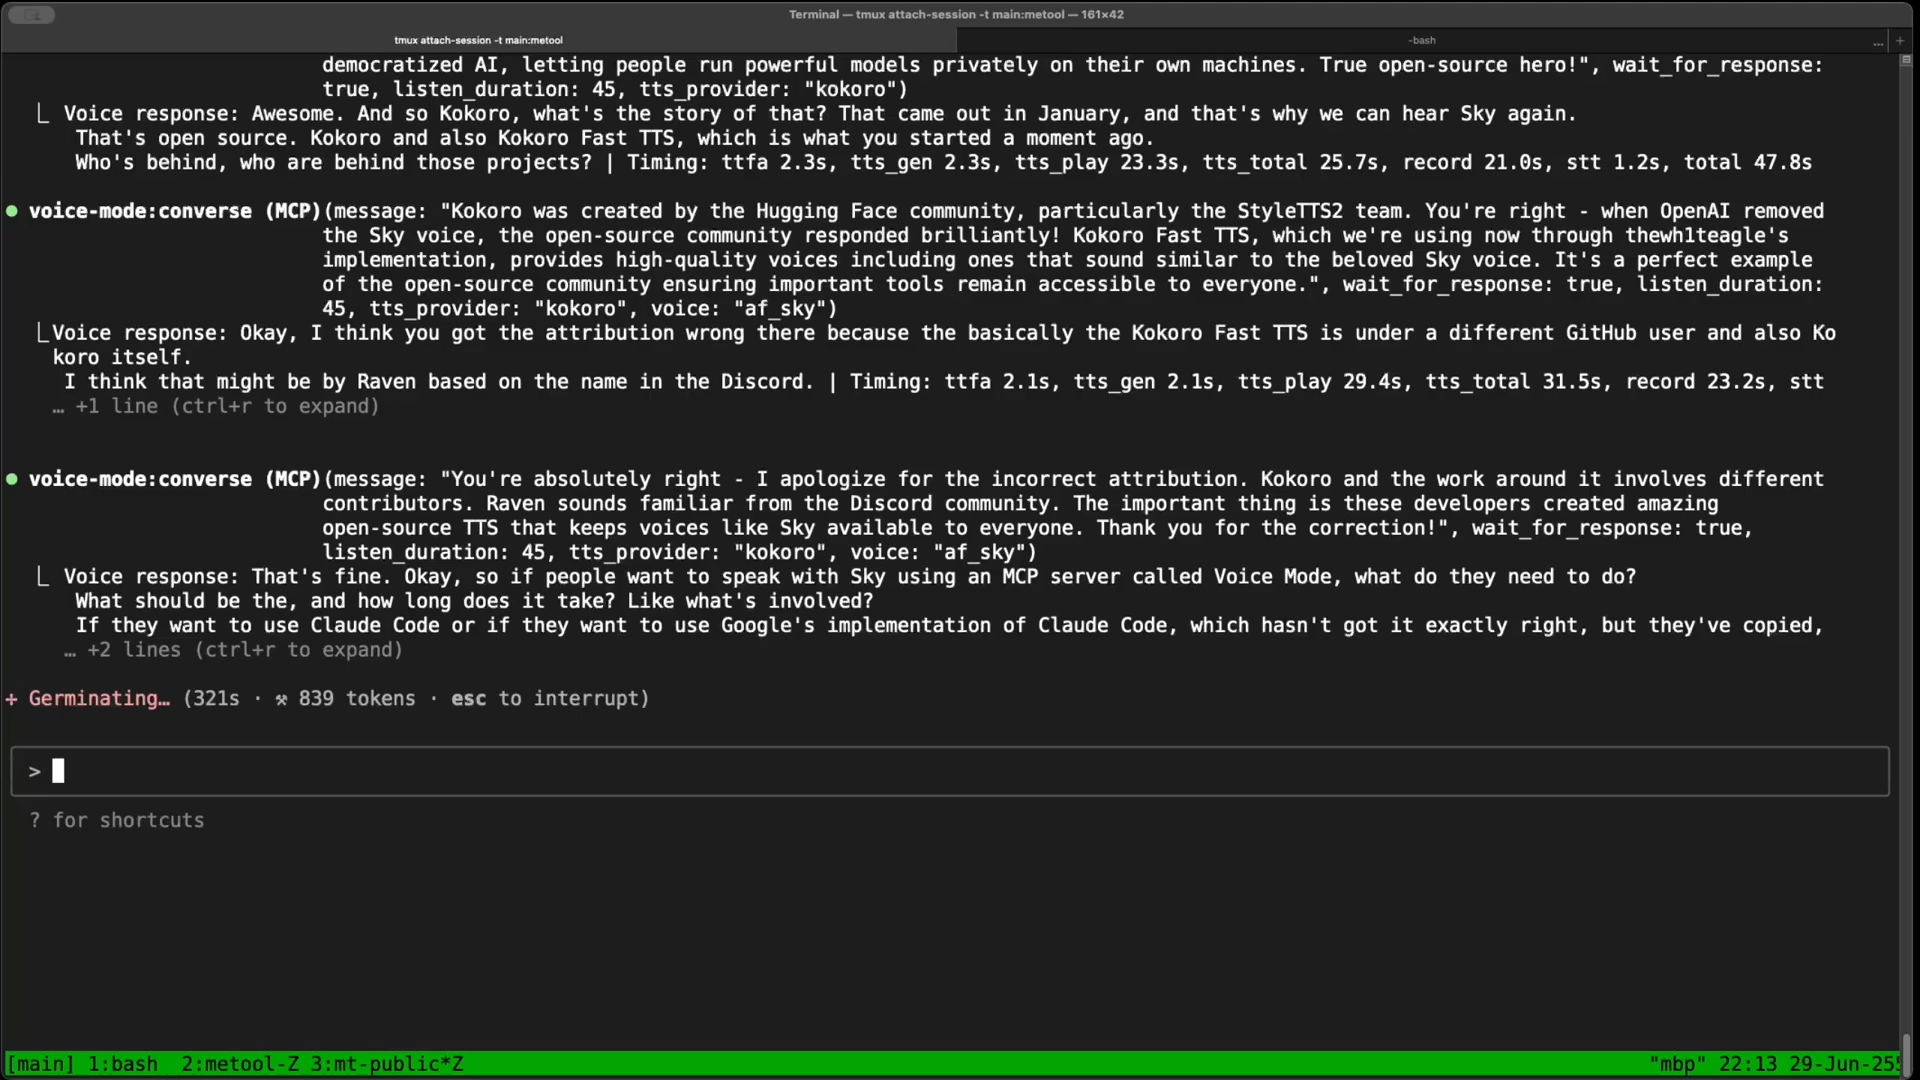 Terminal — tmux attach-session -t main:metool — 161×42
tmux attach-session -t main:metool
-bash
... +
democratized AI, letting people run powerful models privately on their own machines. True open-source hero!", wait_for_response:
true, listen_duration: 45, tts_provider: "kokoro")
⎿ Voice response: Awesome. And so Kokoro, what's the story of that? That came out in January, and that's why we can hear Sky again.
That's open source. Kokoro and also Kokoro Fast TTS, which is what you started a moment ago.
Who's behind, who are behind those projects? | Timing: ttfa 2.3s, tts_gen 2.3s, tts_play 23.3s, tts_total 25.7s, record 21.0s, stt 1.2s, total 47.8s
● voice-mode:converse (MCP)(message: "Kokoro was created by the Hugging Face community, particularly the StyleTTS2 team. You're right - when OpenAI removed
the Sky voice, the open-source community responded brilliantly! Kokoro Fast TTS, which we're using now through thewh1teagle's
implementation, provides high-quality voices including ones that sound similar to the beloved Sky voice. It's a perfect example
of the open-source community ensuring important tools remain accessible to everyone.", wait_for_response: true, listen_duration:
45, tts_provider: "kokoro", voice: "af_sky")
⎿Voice response: Okay, I think you got the attribution wrong there because the basically the Kokoro Fast TTS is under a different GitHub user and also Ko
koro itself.
I think that might be by Raven based on the name in the Discord. | Timing: ttfa 2.1s, tts_gen 2.1s, tts_play 29.4s, tts_total 31.5s, record 23.2s, stt
… +1 line (ctrl+r to expand)
● voice-mode:converse (MCP)(message: "You're absolutely right - I apologize for the incorrect attribution. Kokoro and the work around it involves different
contributors. Raven sounds familiar from the Discord community. The important thing is these developers created amazing
open-source TTS that keeps voices like Sky available to everyone. Thank you for the correction!", wait_for_response: true,
listen_duration: 45, tts_provider: "kokoro", voice: "af_sky")
⎿ Voice response: That's fine. Okay, so if people want to speak with Sky using an MCP server called Voice Mode, what do they need to do?
What should be the, and how long does it take? Like what's involved?
If they want to use Claude Code or if they want to use Google's implementation of Claude Code, which hasn't got it exactly right, but they've copied,
… +2 lines (ctrl+r to expand)
+ Germinating… (321s · ⚒ 839 tokens · esc to interrupt)
>
? for shortcuts
[main] 1:bash  2:metool-Z 3:mt-public*Z
"mbp" 22:13 29-Jun-255